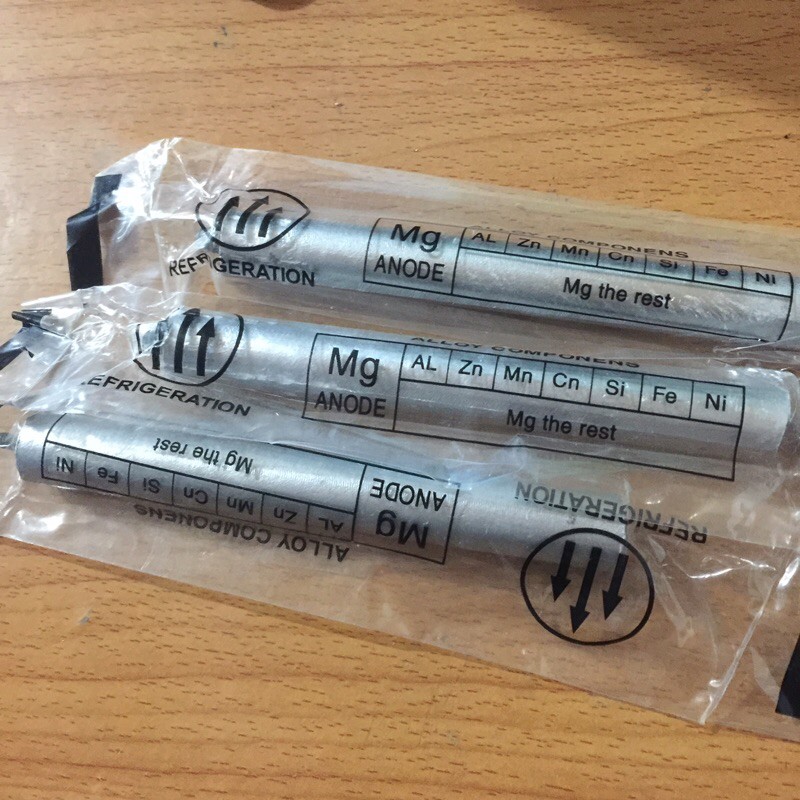 REFRIGERATION
ALLOY COMPONENS
Mg AL Zn Mn Cn Si Fe Ni
ANODE Mg the rest
EFRIGERATION
ALLOY COMPONENS
Mg AL Zn Mn Cn Si Fe Ni
ANODE Mg the rest
REFRIGERATION
ALLOY COMPONENS
Mg AL Zn Mn Cn Si Fe Ni
ANODE Mg the rest